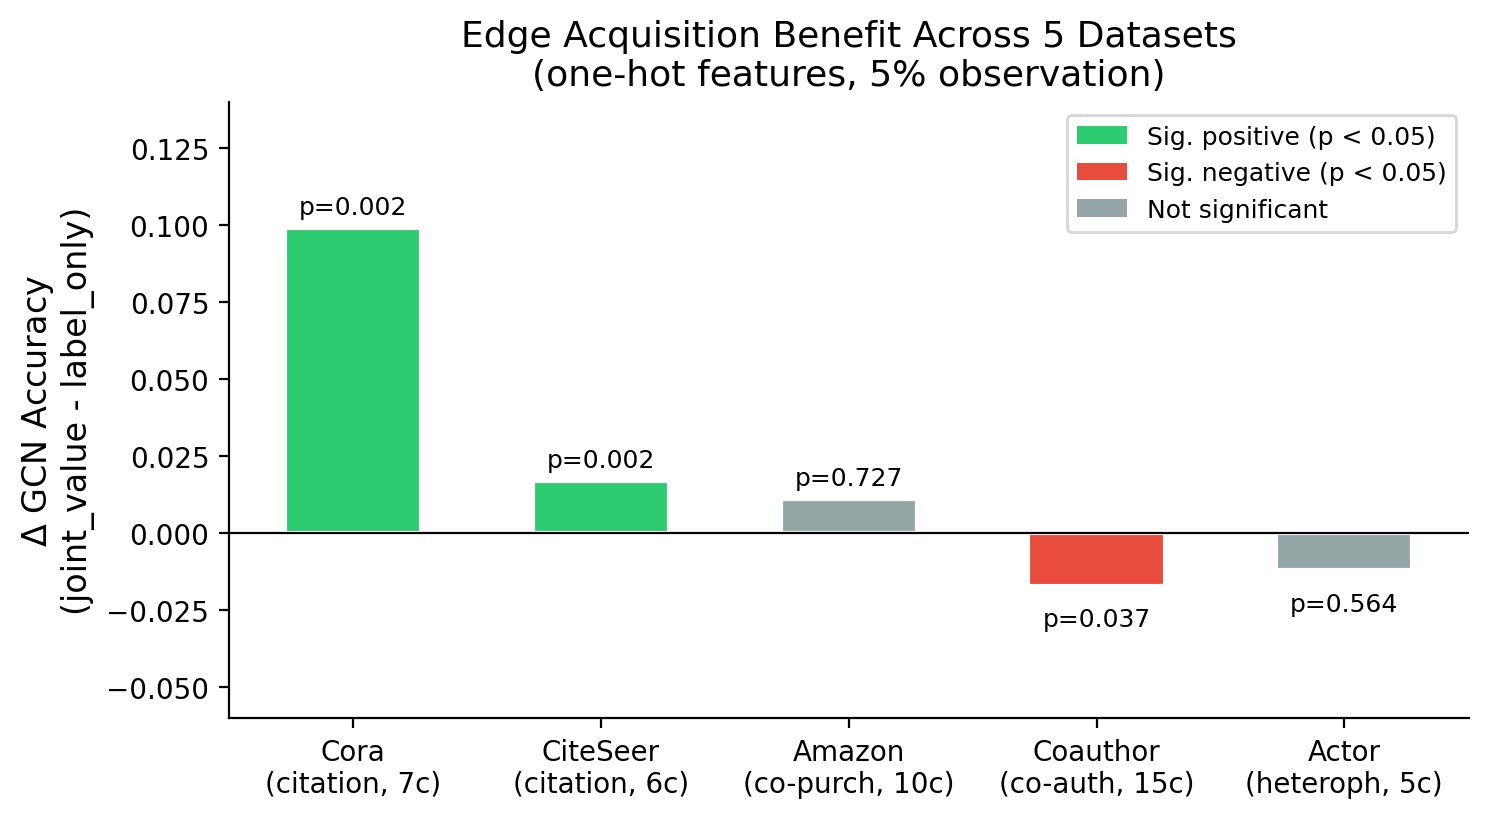 Edge Acquisition Benefit Across 5 Datasets
(one-hot features, 5% observation)
Δ GCN Accuracy
(joint_value - label_only)
0.125
0.100
0.075
0.050
0.025
0.000
−0.025
−0.050
Sig. positive (p < 0.05)
Sig. negative (p < 0.05)
Not significant
p=0.002
p=0.002
p=0.727
p=0.037
p=0.564
Cora
(citation, 7c)
CiteSeer
(citation, 6c)
Amazon
(co-purch, 10c)
Coauthor
(co-auth, 15c)
Actor
(heteroph, 5c)